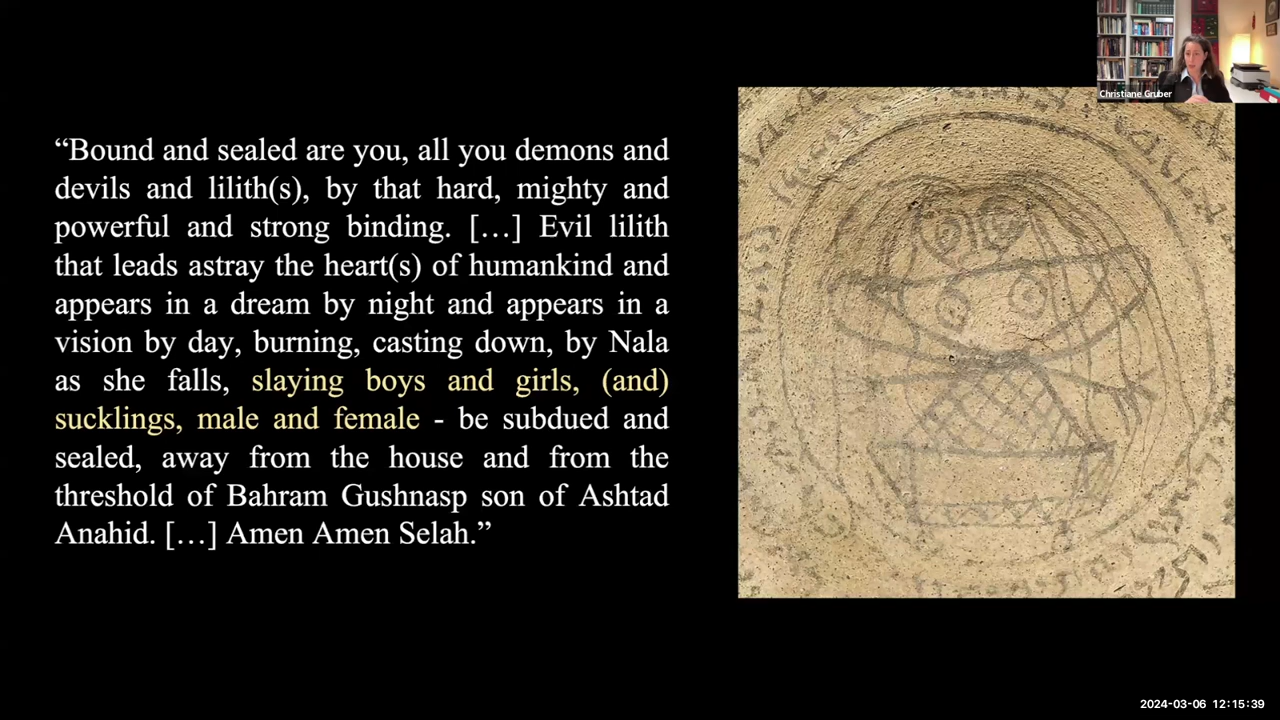 “Bound and sealed are you, all you demons and
devils and lilith(s), by that hard, mighty and
powerful and strong binding. […] Evil lilith
that leads astray the heart(s) of humankind and
appears in a dream by night and appears in a
vision by day, burning, casting down, by Nala
as she falls, slaying boys and girls, (and)
sucklings, male and female - be subdued and
sealed, away from the house and from the
threshold of Bahram Gushnasp son of Ashtad
Anahid. […] Amen Amen Selah.”
Christiane Gruber
2024-03-06 12:15:39